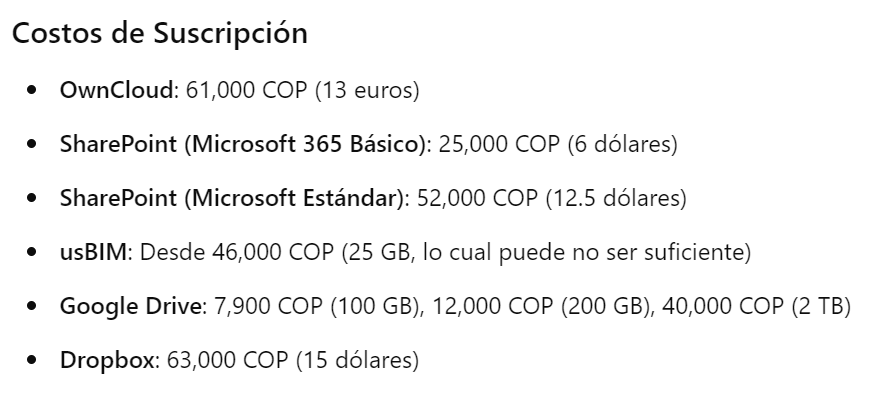 Costos de Suscripción
• OwnCloud: 61,000 COP (13 euros)
• SharePoint (Microsoft 365 Básico): 25,000 COP (6 dólares)
• SharePoint (Microsoft Estándar): 52,000 COP (12.5 dólares)
• usBIM: Desde 46,000 COP (25 GB, lo cual puede no ser suficiente)
• Google Drive: 7,900 COP (100 GB), 12,000 COP (200 GB), 40,000 COP (2 TB)
• Dropbox: 63,000 COP (15 dólares)